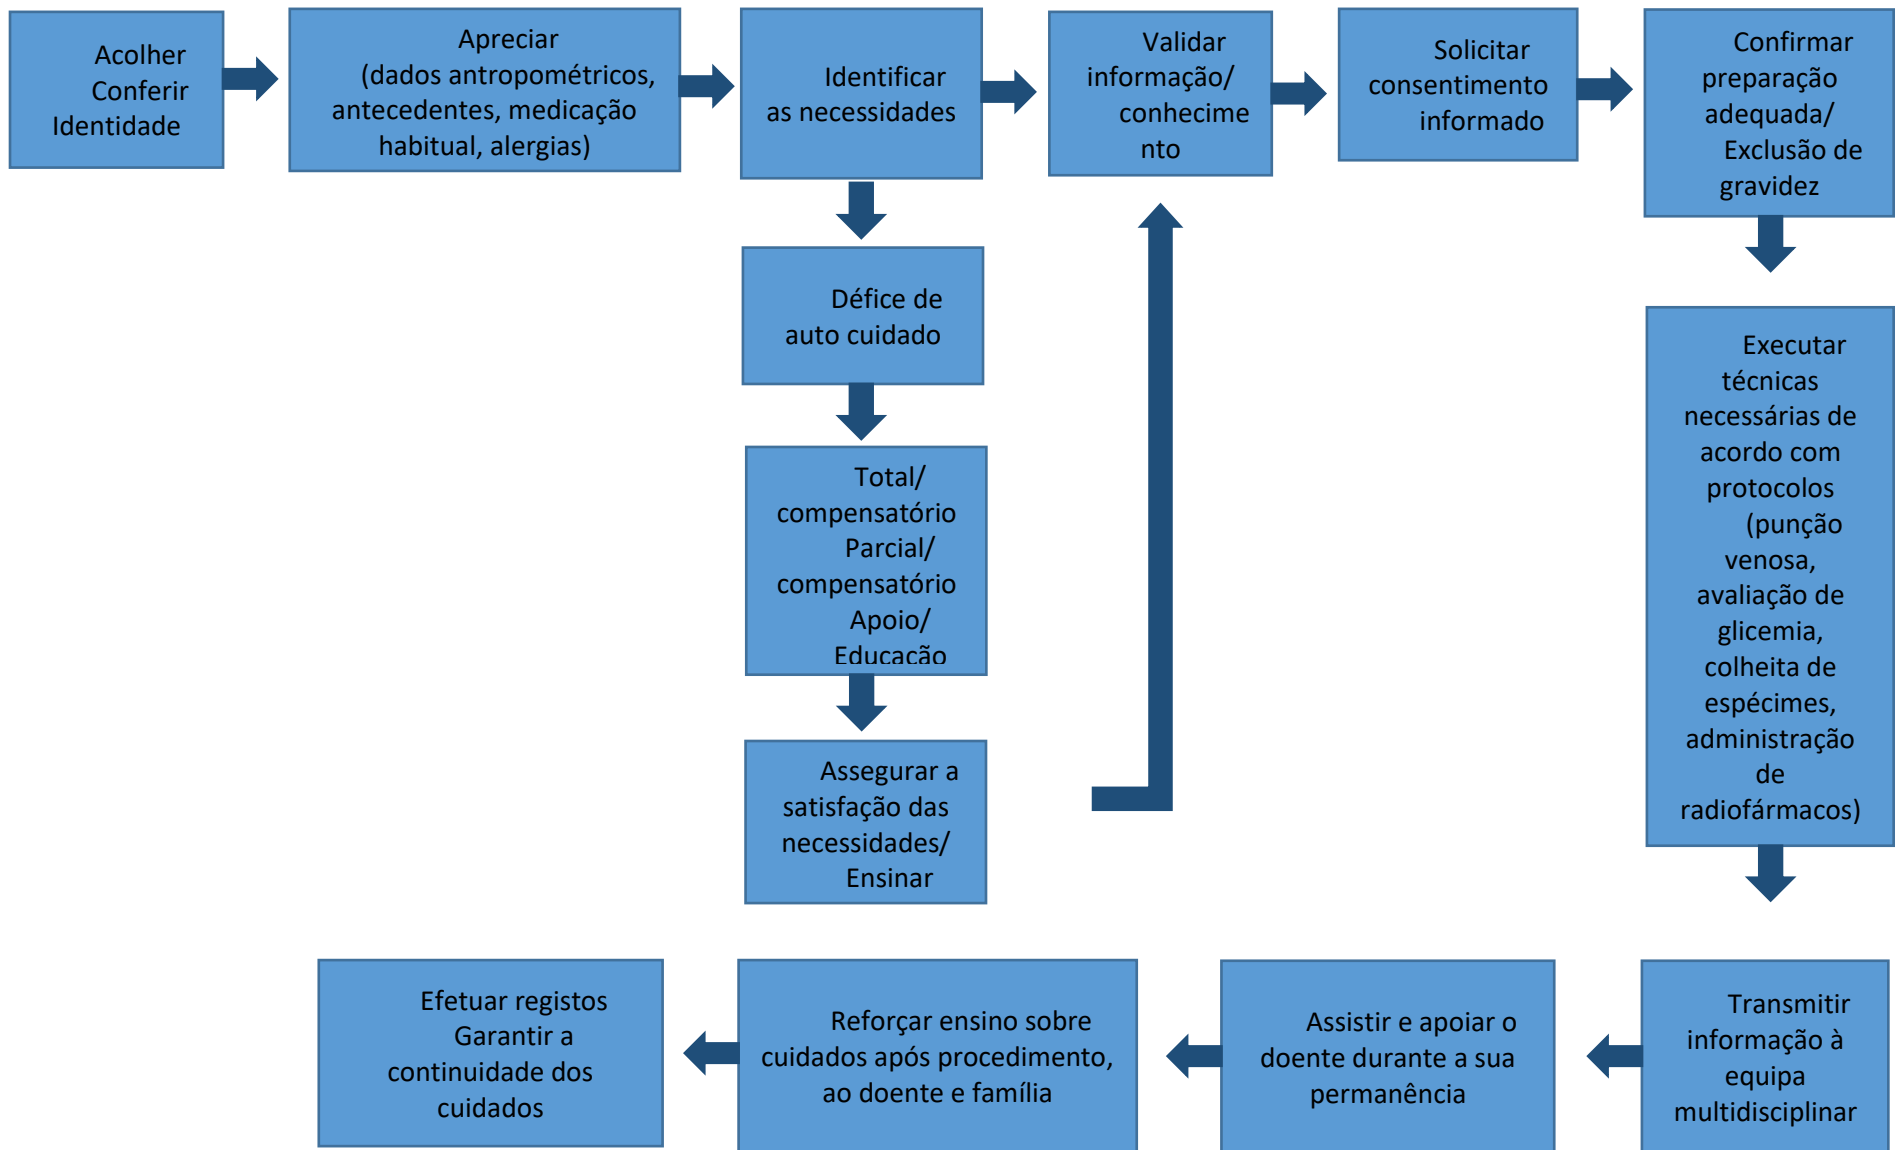 Acolher
Conferir
Identidade
Apreciar
(dados antropométricos,
antecedentes, medicação
habitual, alergias)
Identificar
as necessidades
Validar
informação/
conhecime
nto
Solicitar
consentimento
informado
Confirmar
preparação
adequada/
Exclusão de
gravidez
Défice de
auto cuidado
Total/
compensatório
Parcial/
compensatório
Apoio/
Educação
Assegurar a
satisfação das
necessidades/
Ensinar
Executar
técnicas
necessárias de
acordo com
protocolos
(punção
venosa,
avaliação de
glicemia,
colheita de
espécimes,
administração
de
radiofármacos)
Transmitir
informação à
equipa
multidisciplinar
Assistir e apoiar o
doente durante a sua
permanência
Reforçar ensino sobre
cuidados após procedimento,
ao doente e família
Efetuar registos
Garantir a
continuidade dos
cuidados